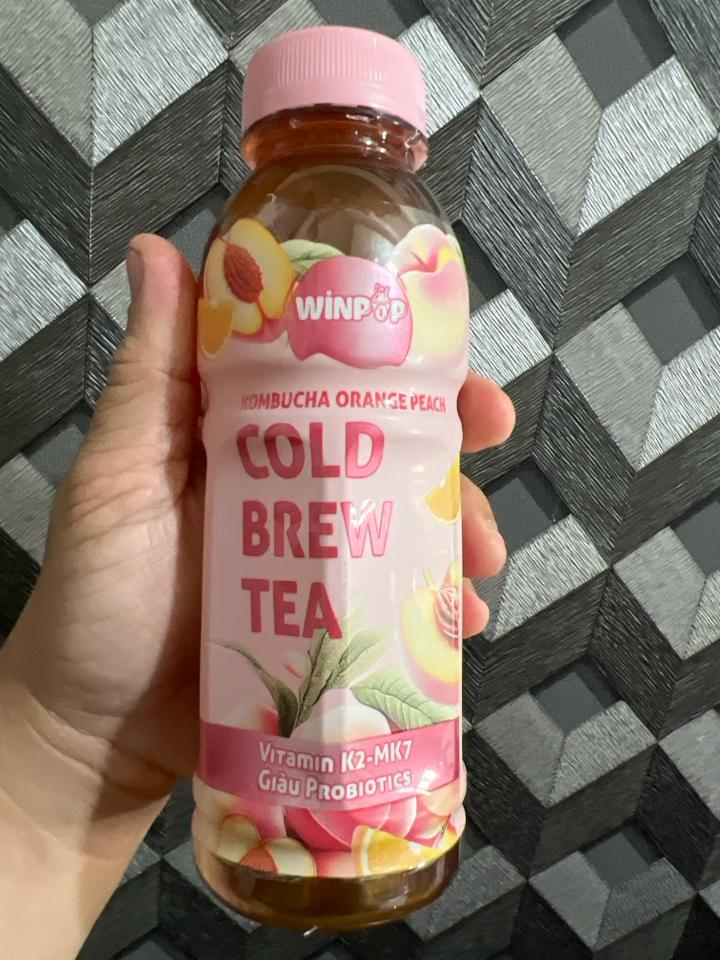 WINPOP
KOMBUCHA ORANGE PEACH
COLD
BREW
TEA
Vitamin K2-MK7
Giàu Probiotics